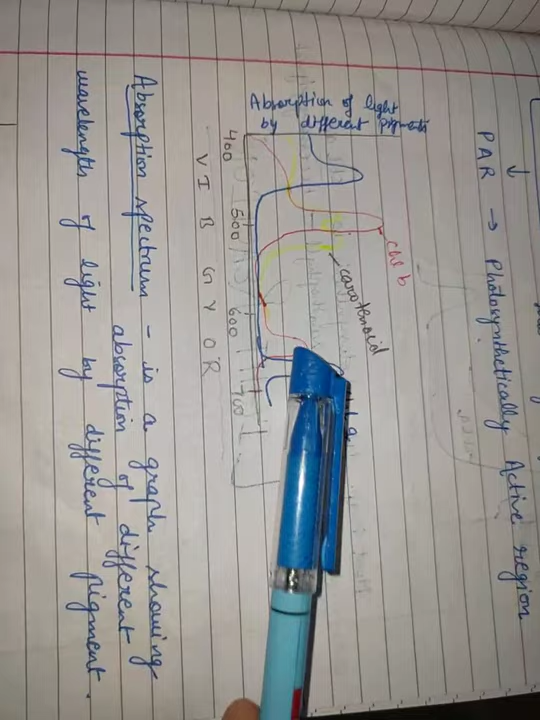 PAR → Photosynthetically Active region
Absorption of light
by different pigments
chl b
carotenoid
400 500 600 700
V I B G Y O R
Absorption spectrum - is a graph showing
absorption of different
wavelengths of light by different pigment.